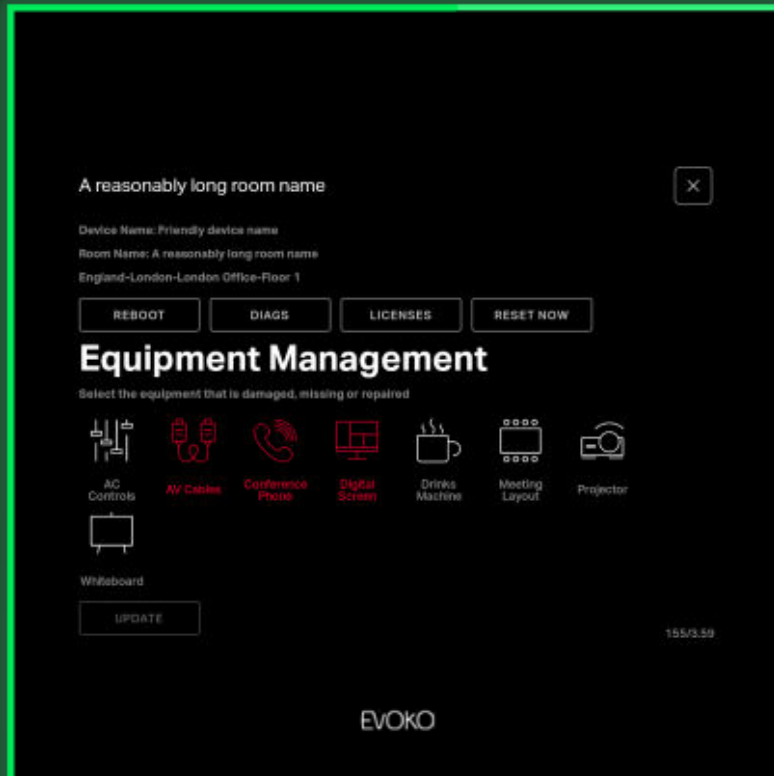 A reasonably long room name
Device Name: Friendly device name
Room Name: A reasonably long room name
England-London-London Office-Floor 1
REBOOT DIAGS LICENSES RESET NOW
Equipment Management
Select the equipment that is damaged, missing or repaired
AC Controls
AV Cables
Conference Phone
Digital Screen
Drinks Machine
Meeting Layout
Projector
Whiteboard
UPDATE
155/3.59
EVOKO